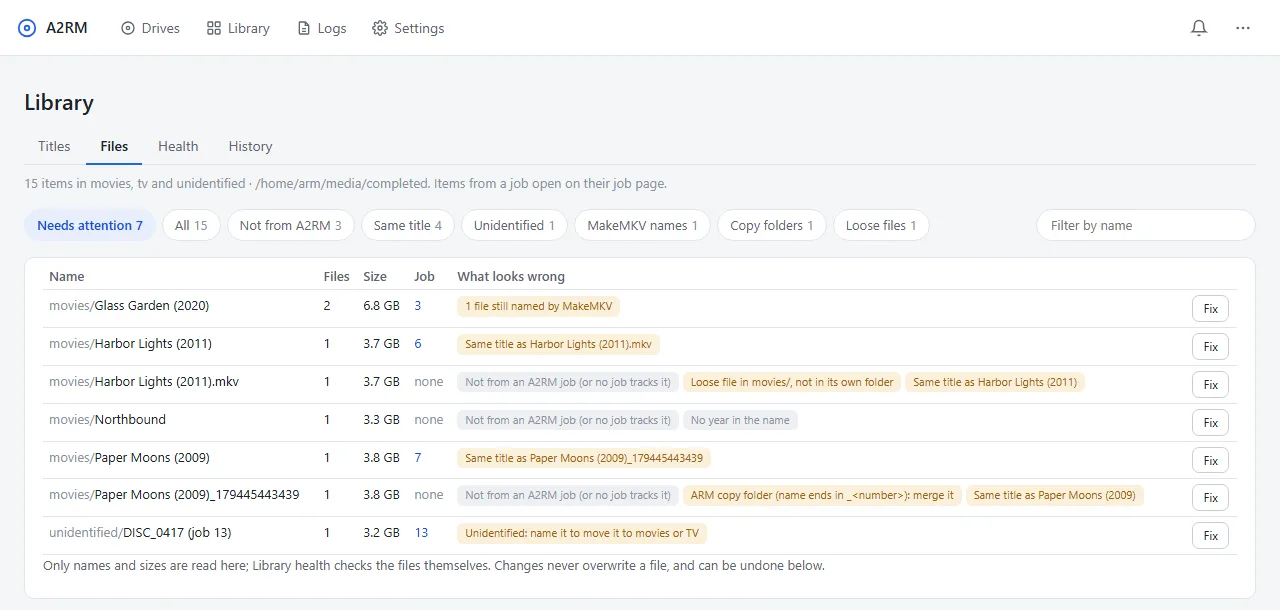 A2RM Drives Library Logs Settings
Library
Titles Files Health History
15 items in movies, tv and unidentified · /home/arm/media/completed. Items from a job open on their job page.
Needs attention 7 All 15 Not from A2RM 3 Same title 4 Unidentified 1 MakeMKV names 1 Copy folders 1 Loose files 1 Filter by name
Name Files Size Job What looks wrong
movies/Glass Garden (2020) 2 6.8 GB 3 1 file still named by MakeMKV Fix
movies/Harbor Lights (2011) 1 3.7 GB 6 Same title as Harbor Lights (2011).mkv Fix
movies/Harbor Lights (2011).mkv 1 3.7 GB none Not from an A2RM job (or no job tracks it) Loose file in movies/, not in its own folder Same title as Harbor Lights (2011) Fix
movies/Northbound 1 3.3 GB none Not from an A2RM job (or no job tracks it) No year in the name Fix
movies/Paper Moons (2009) 1 3.8 GB 7 Same title as Paper Moons (2009)_179445443439 Fix
movies/Paper Moons (2009)_179445443439 1 3.8 GB none Not from an A2RM job (or no job tracks it) ARM copy folder (name ends in _<number>): merge it Same title as Paper Moons (2009) Fix
unidentified/DISC_0417 (job 13) 1 3.2 GB 13 Unidentified: name it to move it to movies or TV Fix
Only names and sizes are read here; Library health checks the files themselves. Changes never overwrite a file, and can be undone below.